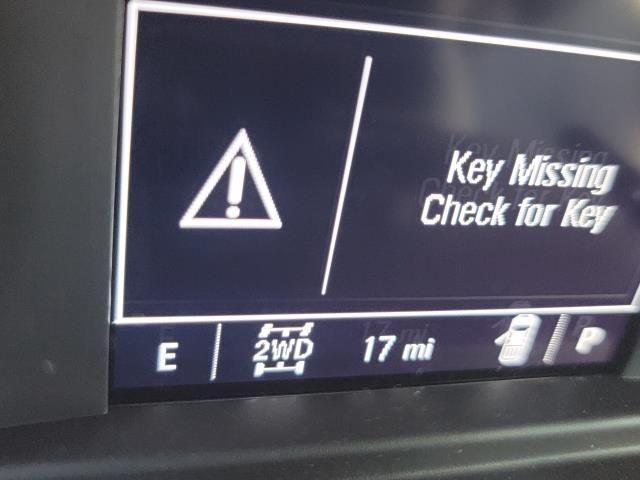 Key Missing
Check for Key
E 2WD 17 mi P